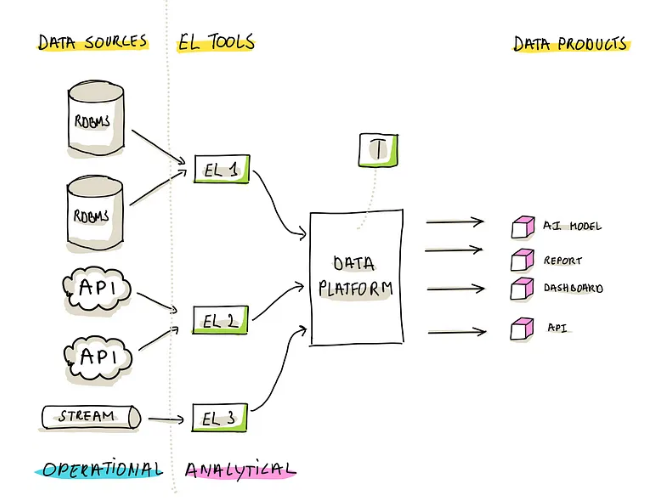 DATA SOURCES
EL TOOLS
DATA PRODUCTS
RDBMS
RDBMS
API
API
STREAM
EL 1
EL 2
EL 3
T
DATA
PLATFORM
A.I. MODEL
REPORT
DASHBOARD
API
OPERATIONAL
ANALYTICAL